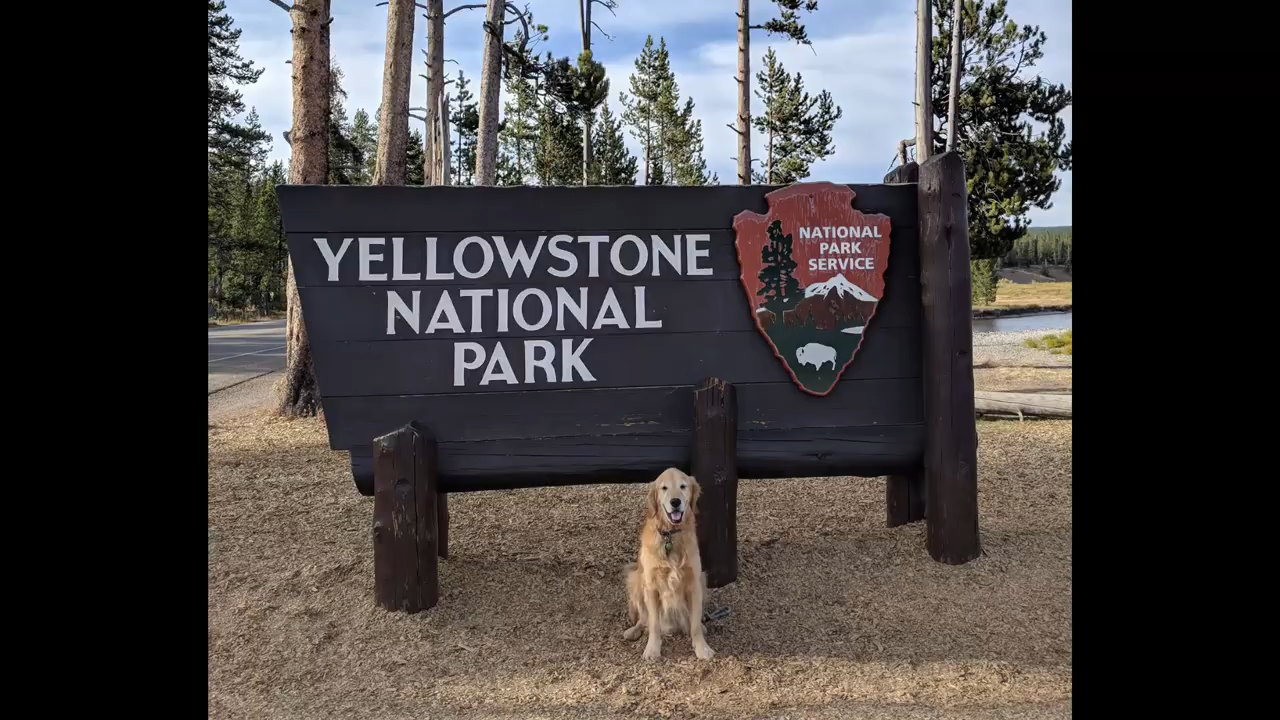 YELLOWSTONE
NATIONAL
PARK
NATIONAL
PARK
SERVICE